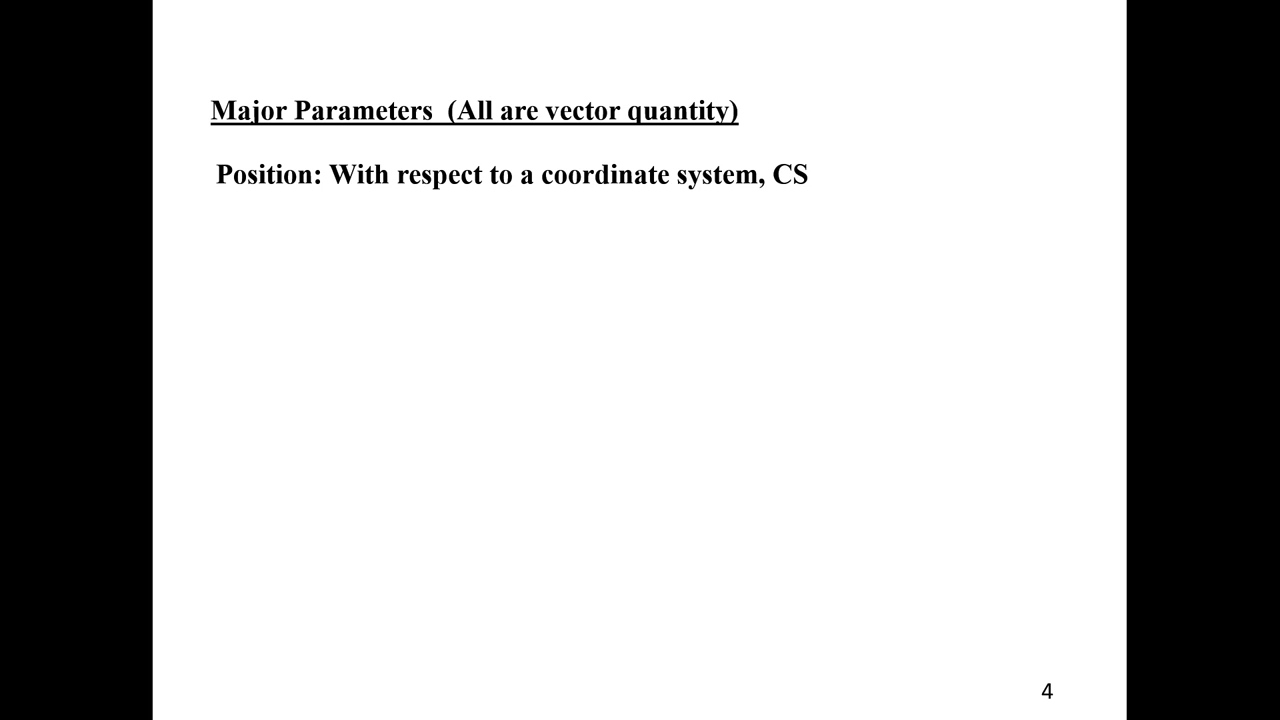 Major Parameters  (All are vector quantity)
Position: With respect to a coordinate system, CS
4